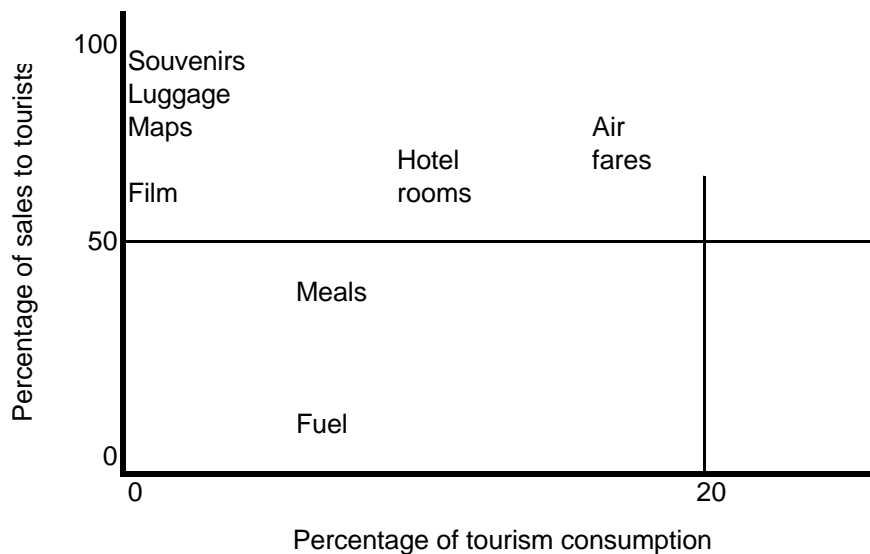 Percentage of sales to tourists
100
Souvenirs
Luggage
Maps
Air
fares
Hotel
rooms
Film
50
Meals
Fuel
0
0
20
Percentage of tourism consumption